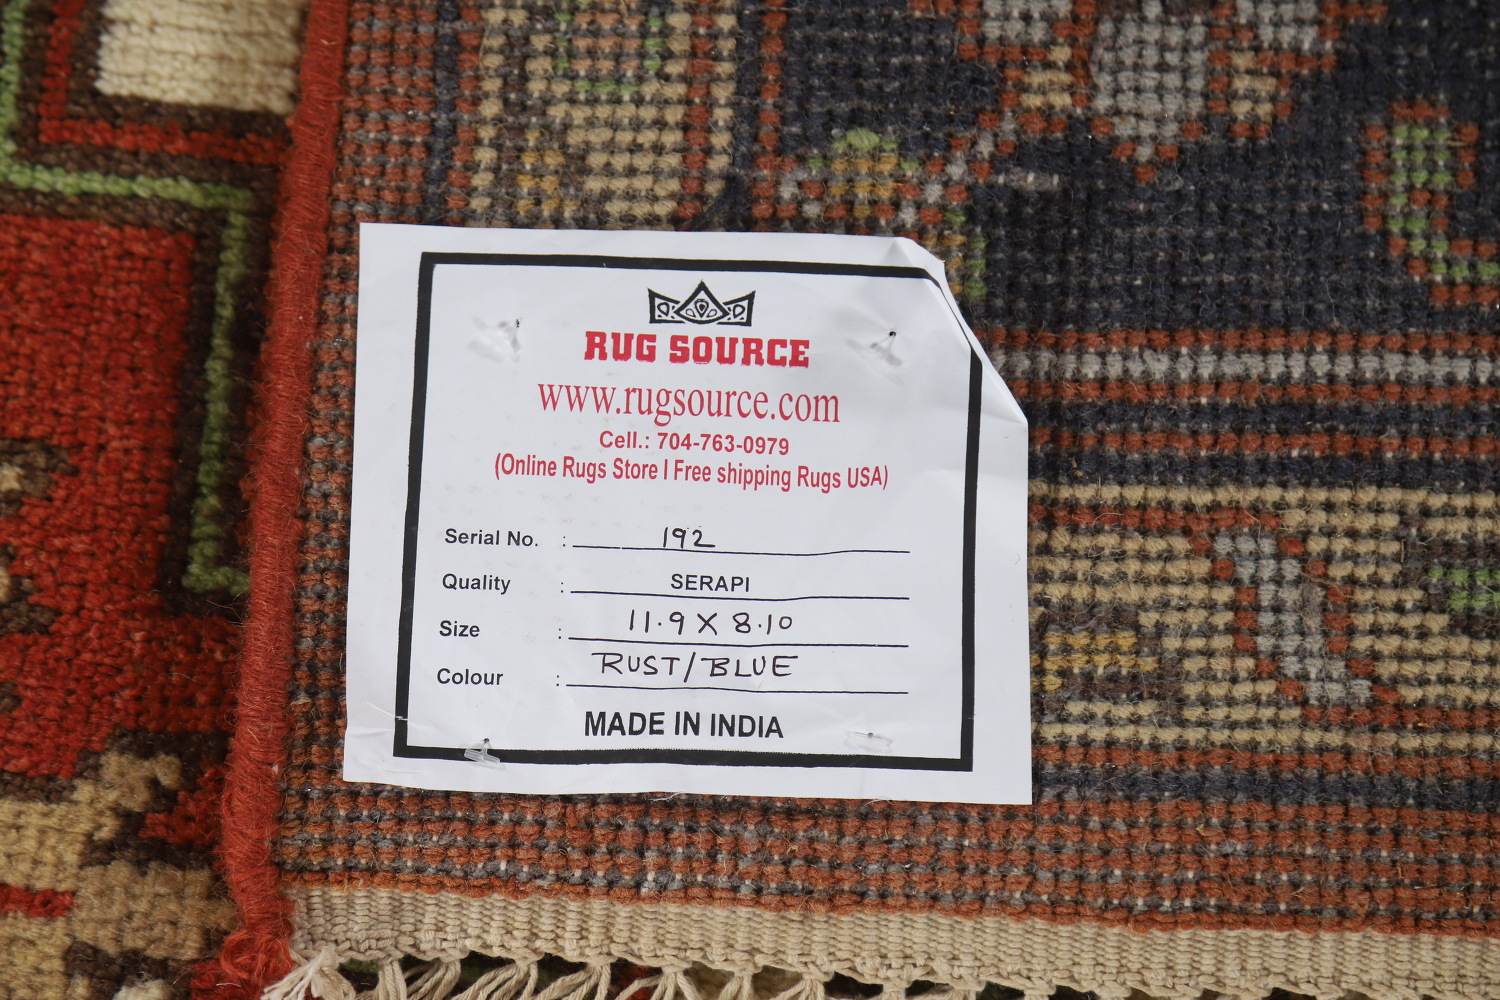 RUG SOURCE
www.rugsource.com
Cell.: 704-763-0979
(Online Rugs Store I Free shipping Rugs USA)
Serial No. : 192
Quality : SERAPI
Size : 11.9 X 8.10
Colour : RUST/BLUE
MADE IN INDIA